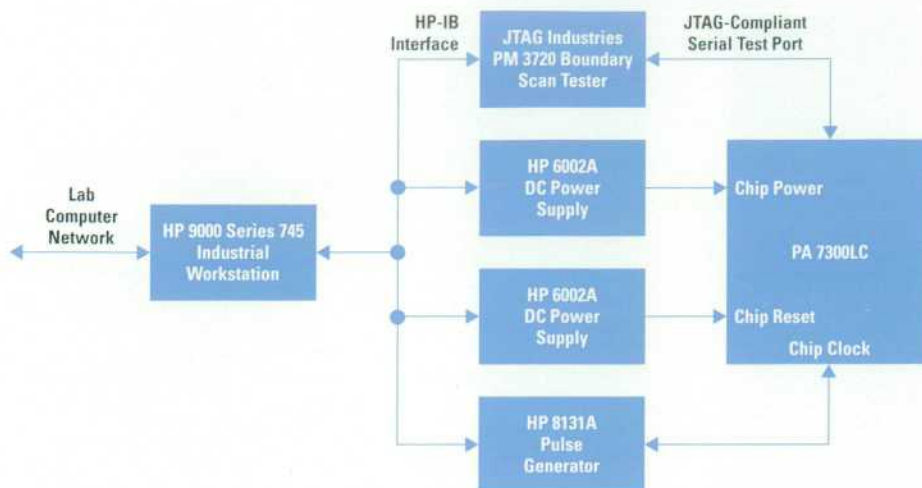 HP-IB
Interface
JTAG Industries
PM 3720 Boundary
Scan Tester
JTAG-Compliant
Serial Test Port
Lab
Computer
Network
HP 9000 Series 745
Industrial
Workstation
HP 6002A
DC Power
Supply
Chip Power
PA 7300LC
HP 6002A
DC Power
Supply
Chip Reset
Chip Clock
HP 8131A
Pulse
Generator